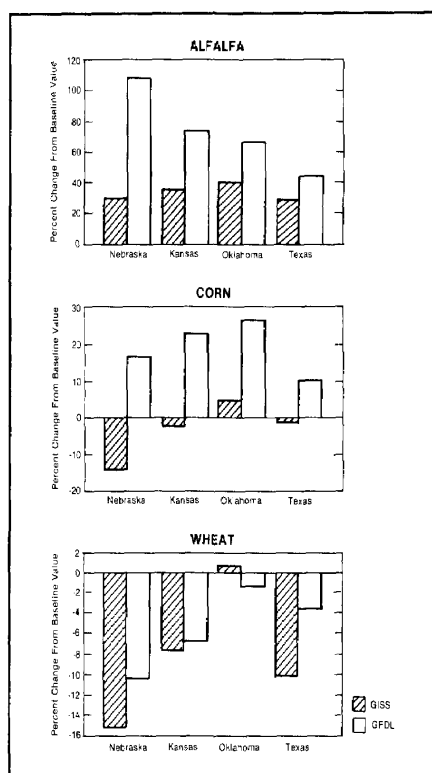 ALFALFA
Percent Change From Baseline Value
120
100
80
60
40
20
0
Nebraska Kansas Oklahoma Texas
CORN
Percent Change From Baseline Value
30
20
10
0
-10
-20
Nebraska Kansas Oklahoma Texas
WHEAT
Percent Change From Baseline Value
2
0
-2
-4
-6
-8
-10
-12
-14
-16
Nebraska Kansas Oklahoma Texas
GISS
GFDL